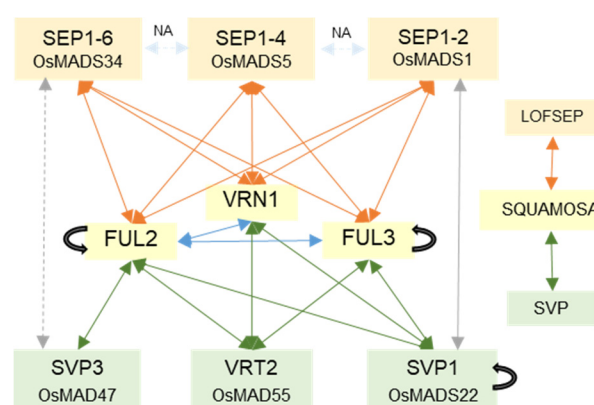 SEP1-6
OsMADS34
NA
SEP1-4
OsMADS5
NA
SEP1-2
OsMADS1
LOFSEP
SQUAMOSA
SVP
VRN1
FUL2
FUL3
SVP3
OsMAD47
VRT2
OsMAD55
SVP1
OsMADS22